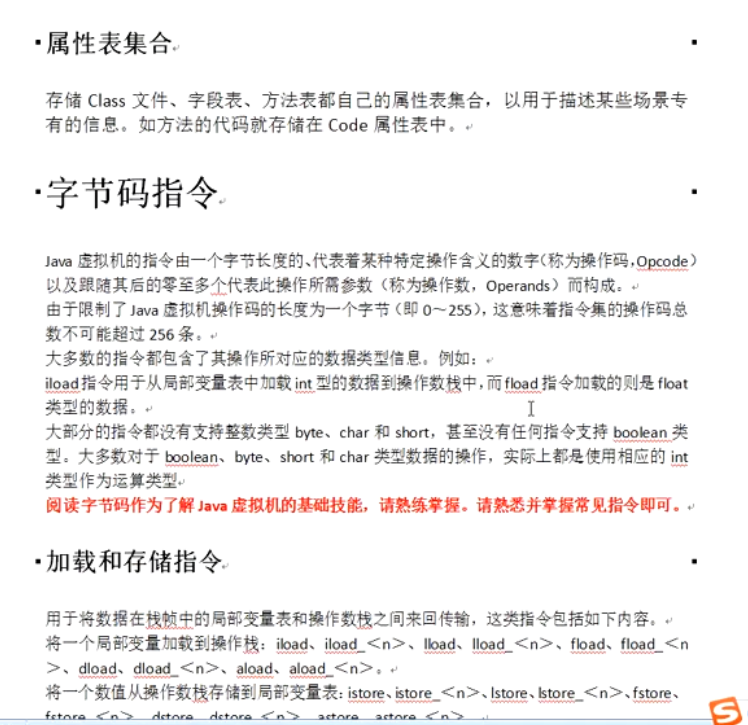 属性表集合
存储 Class 文件、字段表、方法表都自己的属性表集合，以用于描述某些场景专
有的信息。如方法的代码就存储在 Code 属性表中。
字节码指令
Java 虚拟机的指令由一个字节长度的、代表着某种特定操作含义的数字（称为操作码，Opcode）
以及跟随其后的零至多个代表此操作所需参数（称为操作数，Operands）而构成。
由于限制了 Java 虚拟机操作码的长度为一个字节（即 0～255），这意味着指令集的操作码总
数不可能超过 256 条。
大多数的指令都包含了其操作所对应的数据类型信息。例如：
iload 指令用于从局部变量表中加载 int 型的数据到操作数栈中，而 fload 指令加载的则是 float
类型的数据。
大部分的指令都没有支持整数类型 byte、char 和 short，甚至没有任何指令支持 boolean 类
型。大多数对于 boolean、byte、short 和 char 类型数据的操作，实际上都是使用相应的 int
类型作为运算类型
阅读字节码作为了解 Java 虚拟机的基础技能，请熟练掌握。请熟悉并掌握常见指令即可。
加载和存储指令
用于将数据在栈帧中的局部变量表和操作数栈之间来回传输，这类指令包括如下内容。
将一个局部变量加载到操作栈：iload、iload_＜n＞、lload、lload_＜n＞、fload、fload_＜n
＞、dload、dload_＜n＞、aload、aload_＜n＞。
将一个数值从操作数栈存储到局部变量表：istore、istore_＜n＞、lstore、lstore_＜n＞、fstore、
fstore_＜n＞、dstore、dstore_＜n＞、astore、astore_＜n＞。